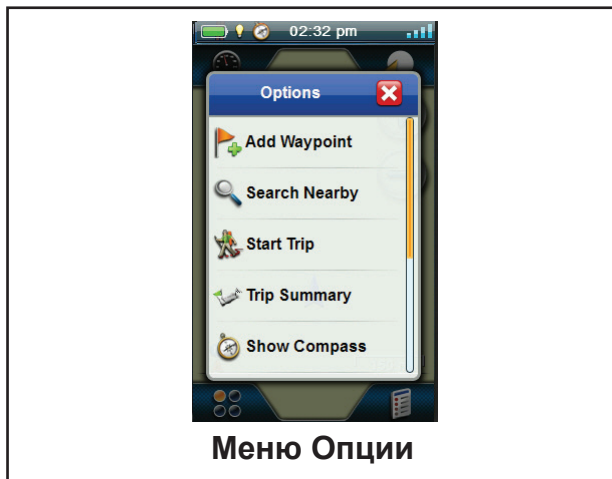 02:32 pm
Options
Add Waypoint
Search Nearby
Start Trip
Trip Summary
Show Compass
Меню Опции